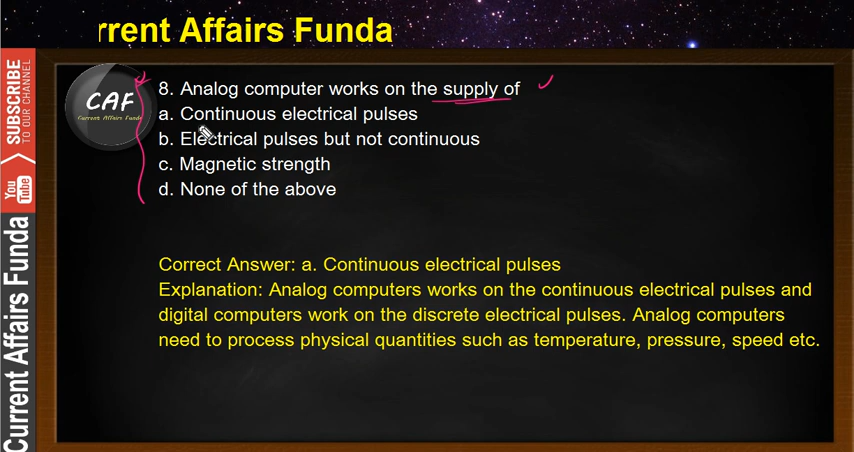 rrent Affairs Funda
SUBSCRIBE
TO OUR CHANNEL
You
Tube
Current Affairs Funda
CAF
Current Affairs Funda
8. Analog computer works on the supply of
a. Continuous electrical pulses
b. Electrical pulses but not continuous
c. Magnetic strength
d. None of the above
Correct Answer: a. Continuous electrical pulses
Explanation: Analog computers works on the continuous electrical pulses and
digital computers work on the discrete electrical pulses. Analog computers
need to process physical quantities such as temperature, pressure, speed etc.